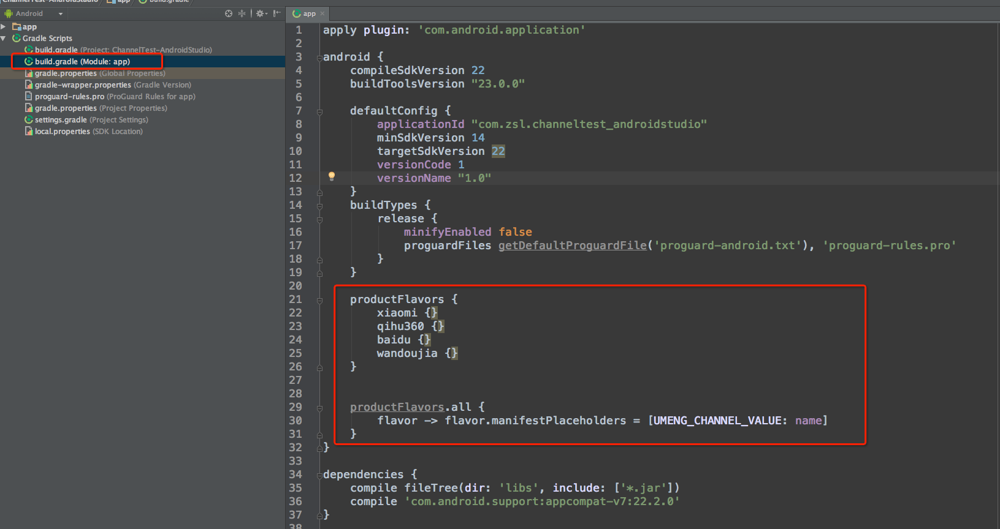 ChannelTest-AndroidStudio app build.gradle
Android
app
app
Gradle Scripts
build.gradle (Project: ChannelTest-AndroidStudio)
build.gradle (Module: app)
gradle.properties (Global Properties)
gradle-wrapper.properties (Gradle Version)
proguard-rules.pro (ProGuard Rules for app)
gradle.properties (Project Properties)
settings.gradle (Project Settings)
local.properties (SDK Location)
1 apply plugin: 'com.android.application'
2
3 android {
4 compileSdkVersion 22
5 buildToolsVersion "23.0.0"
6
7 defaultConfig {
8 applicationId "com.zsl.channeltest_androidstudio"
9 minSdkVersion 14
10 targetSdkVersion 22
11 versionCode 1
12 versionName "1.0"
13 }
14 buildTypes {
15 release {
16 minifyEnabled false
17 proguardFiles getDefaultProguardFile('proguard-android.txt'), 'proguard-rules.pro'
18 }
19 }
20
21 productFlavors {
22 xiaomi {}
23 qihu360 {}
24 baidu {}
25 wandoujia {}
26 }
27
28
29 productFlavors.all {
30 flavor -> flavor.manifestPlaceholders = [UMENG_CHANNEL_VALUE: name]
31 }
32 }
33
34 dependencies {
35 compile fileTree(dir: 'libs', include: ['*.jar'])
36 compile 'com.android.support:appcompat-v7:22.2.0'
37 }
38